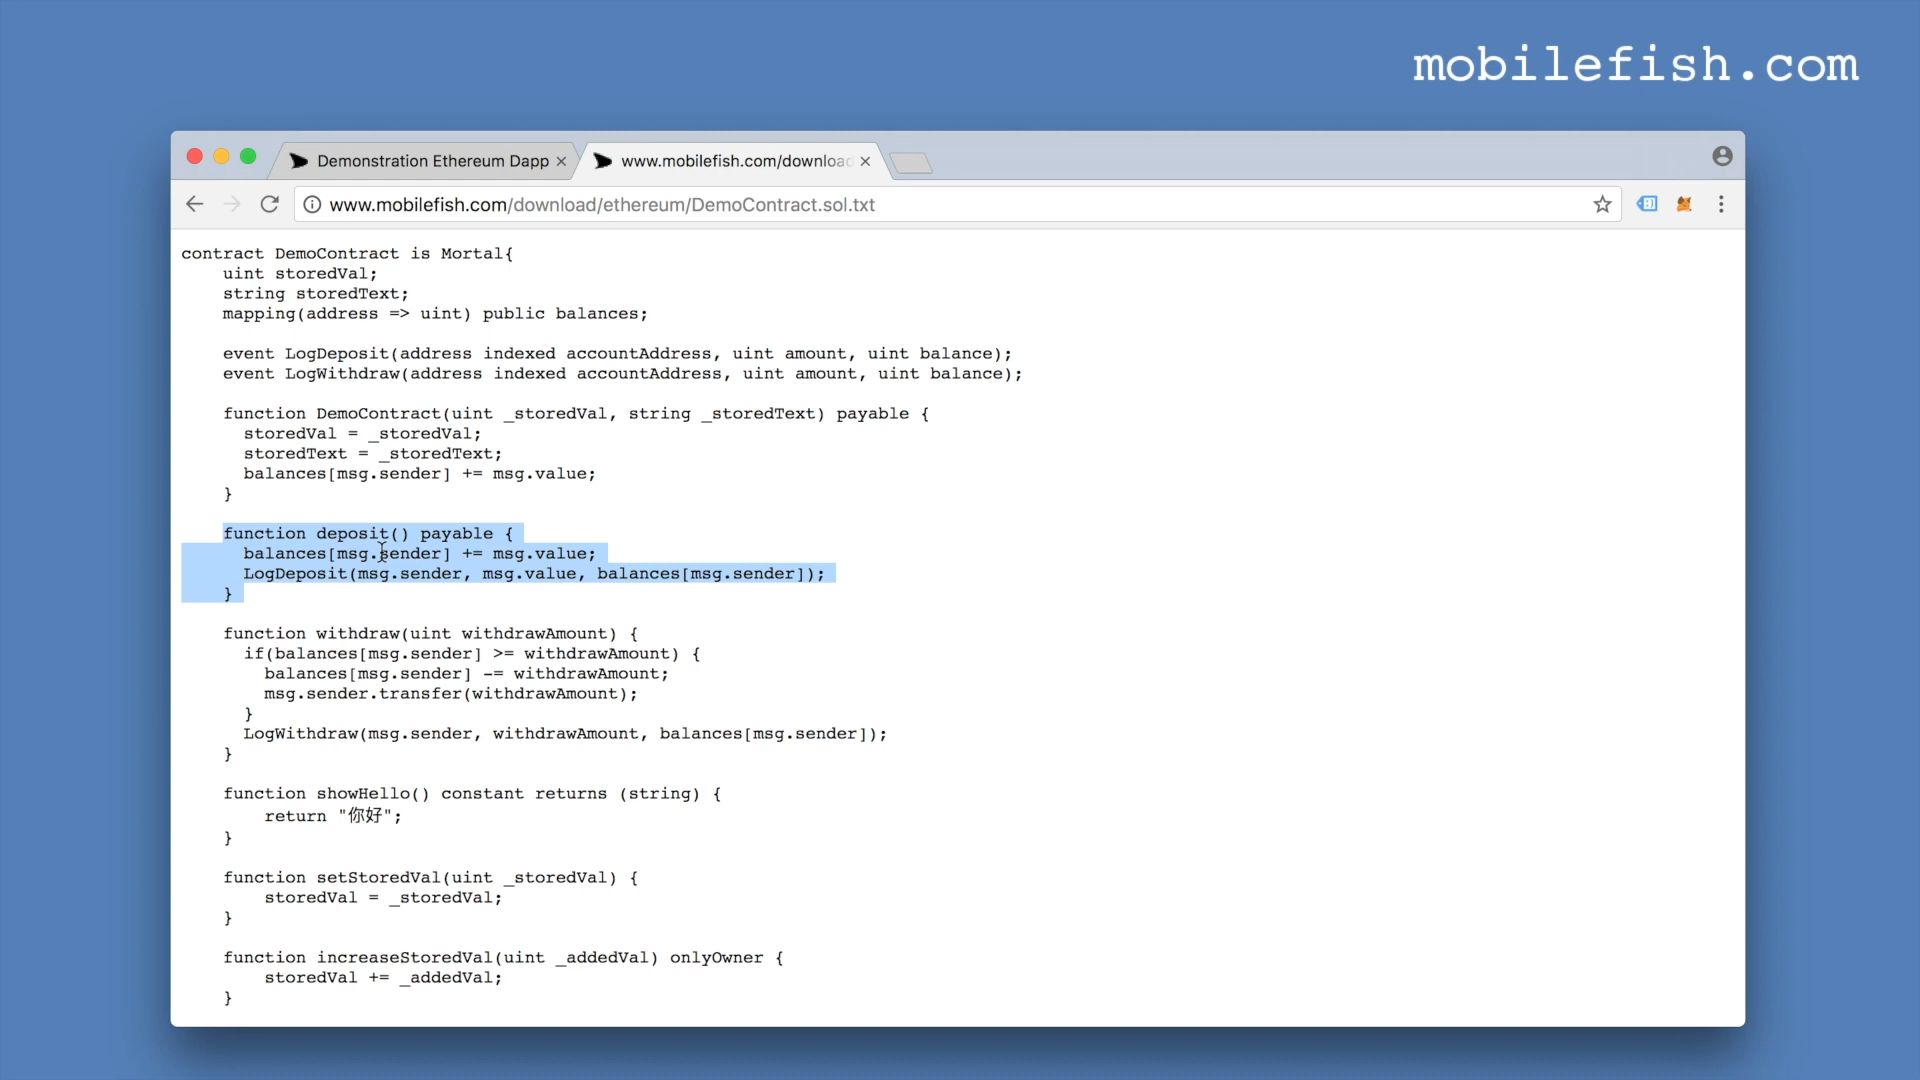 mobilefish.com
Demonstration Ethereum Dapp
www.mobilefish.com/download
www.mobilefish.com/download/ethereum/DemoContract.sol.txt
contract DemoContract is Mortal{
    uint storedVal;
    string storedText;
    mapping(address => uint) public balances;
    event LogDeposit(address indexed accountAddress, uint amount, uint balance);
    event LogWithdraw(address indexed accountAddress, uint amount, uint balance);
    function DemoContract(uint _storedVal, string _storedText) payable {
      storedVal = _storedVal;
      storedText = _storedText;
      balances[msg.sender] += msg.value;
    }
    function deposit() payable {
      balances[msg.sender] += msg.value;
      LogDeposit(msg.sender, msg.value, balances[msg.sender]);
    }
    function withdraw(uint withdrawAmount) {
      if(balances[msg.sender] >= withdrawAmount) {
        balances[msg.sender] -= withdrawAmount;
        msg.sender.transfer(withdrawAmount);
      }
      LogWithdraw(msg.sender, withdrawAmount, balances[msg.sender]);
    }
    function showHello() constant returns (string) {
        return "你好";
    }
    function setStoredVal(uint _storedVal) {
        storedVal = _storedVal;
    }
    function increaseStoredVal(uint _addedVal) onlyOwner {
        storedVal += _addedVal;
    }